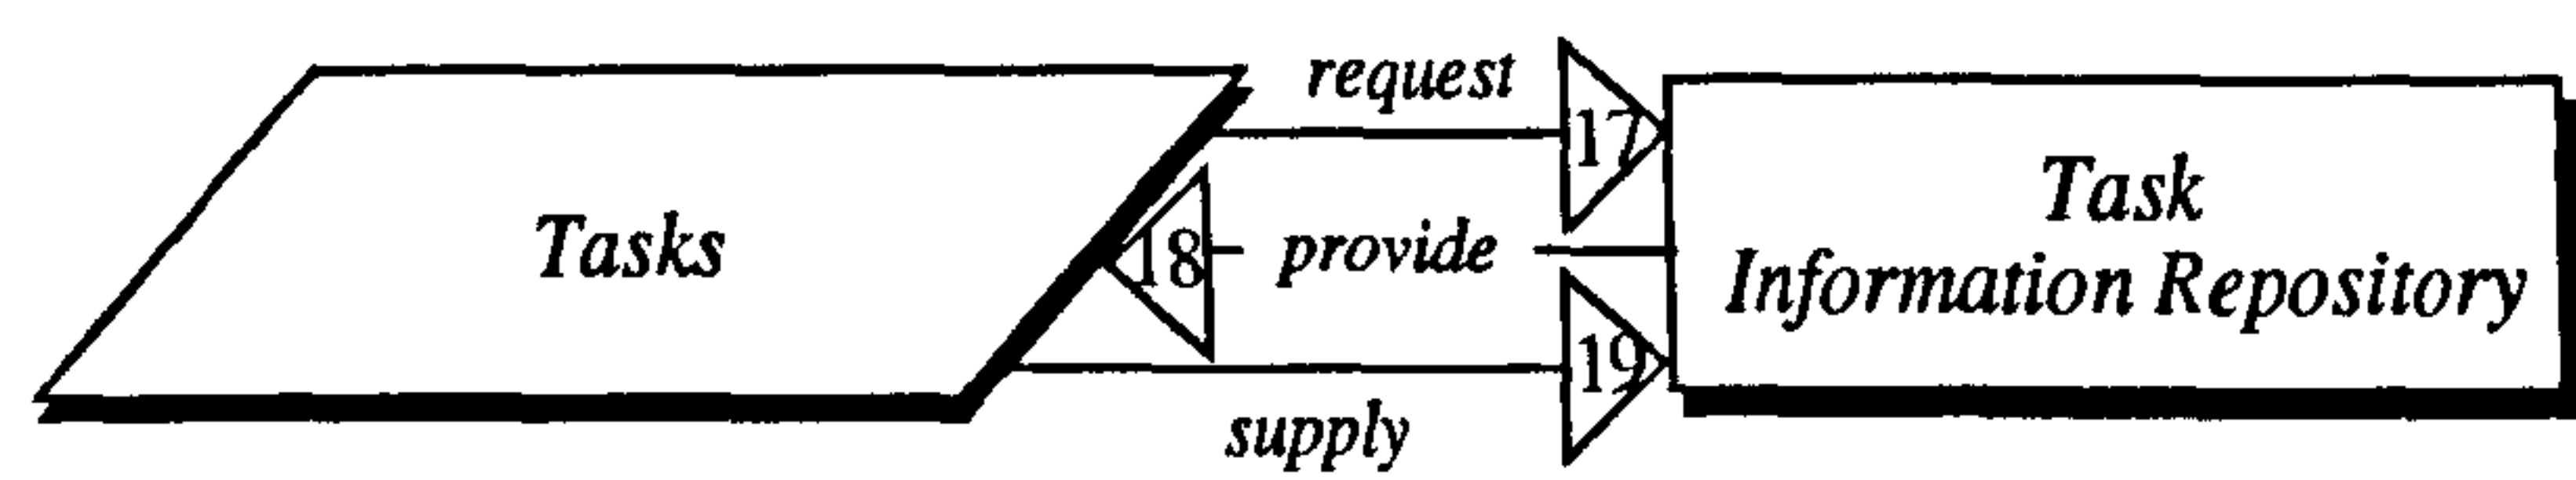 request
17
Tasks
18
provide
Task
Information Repository
19
supply